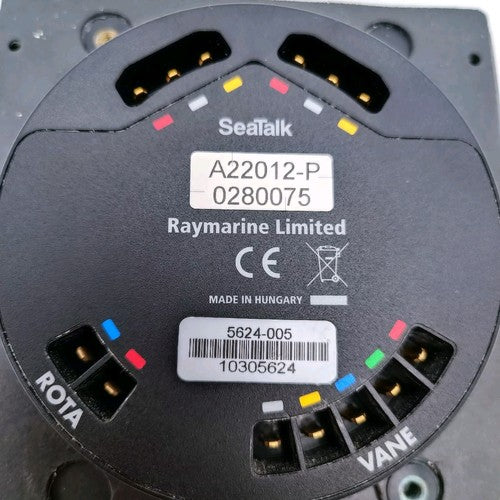 SeaTalk
A22012-P
0280075
Raymarine Limited
CE
MADE IN HUNGARY
5624-005
10305624
ROTA
VANE